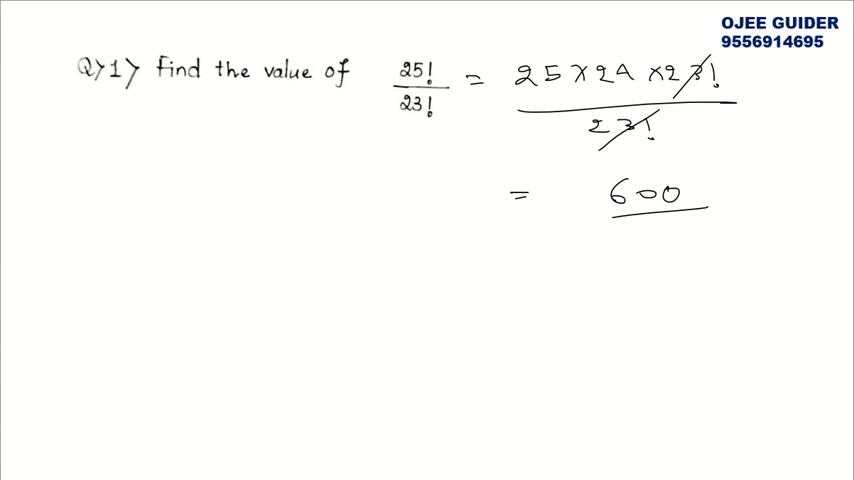 OJEE GUIDER
9556914695
Q>1> Find the value of 25!/23! = 25×24×23!/23!
= 600